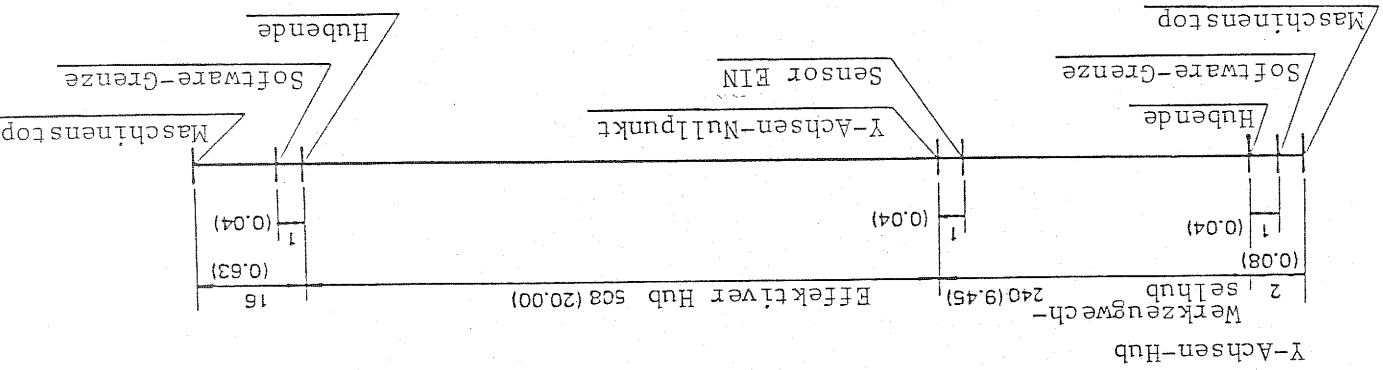 Y-Achsen-Hub
Werkzeugwech-
2 selhub 240 (9.45) Effektiver Hub 508 (20.00) 16
(0.08) (0.63)
1 1 1
(0.04) (0.04) (0.04)
Hubende Y-Achsen-Nullpunkt Maschinenstop
Software-Grenze Sensor EIN Software-Grenze
Maschinenstop Hubende